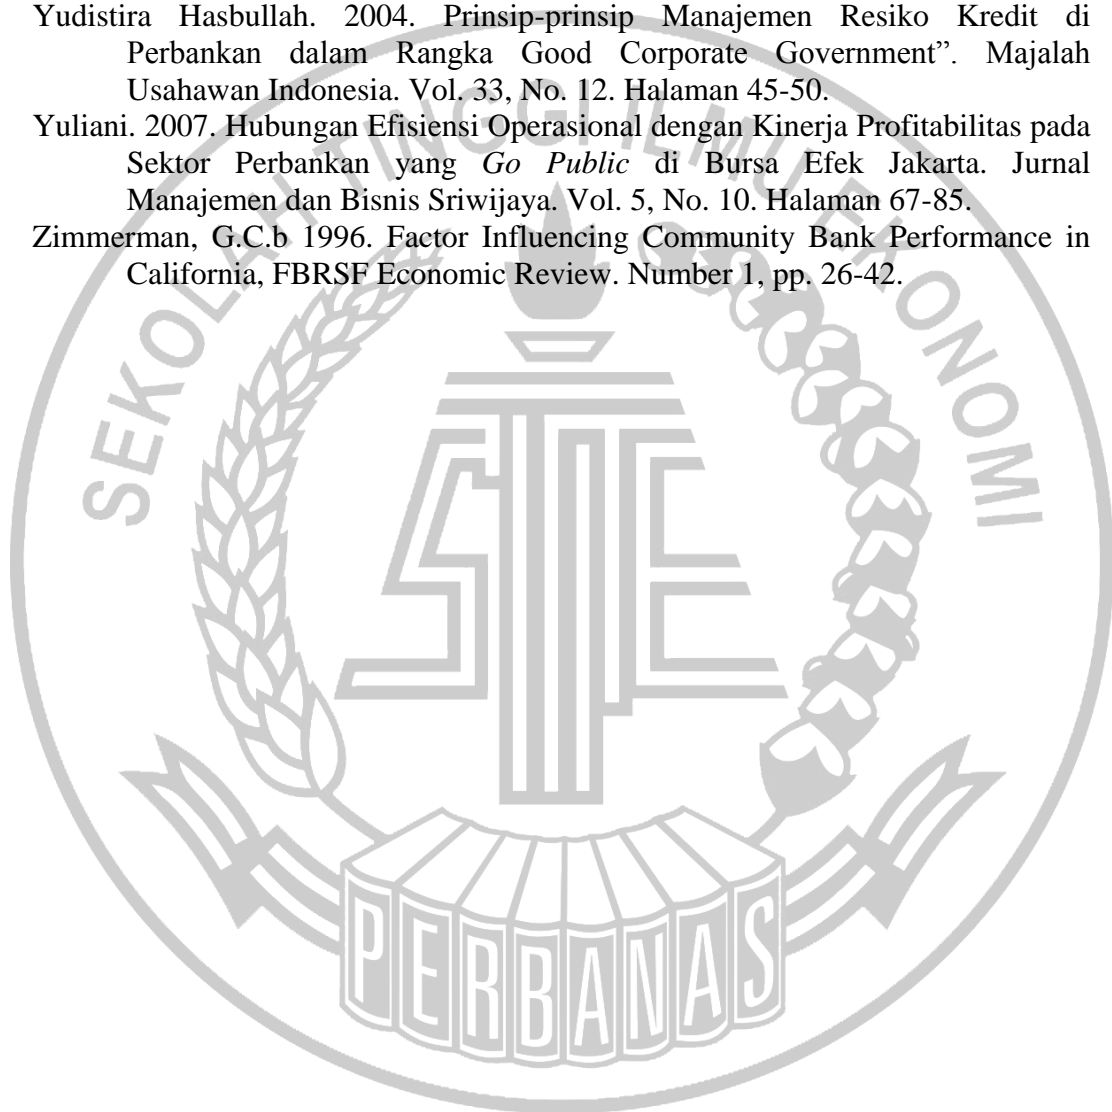 Yudistira Hasbullah. 2004. Prinsip-prinsip Manajemen Resiko Kredit di
Perbankan dalam Rangka Good Corporate Government”. Majalah
Usahawan Indonesia. Vol. 33, No. 12. Halaman 45-50.
Yuliani. 2007. Hubungan Efisiensi Operasional dengan Kinerja Profitabilitas pada
Sektor Perbankan yang Go Public di Bursa Efek Jakarta. Jurnal
Manajemen dan Bisnis Sriwijaya. Vol. 5, No. 10. Halaman 67-85.
Zimmerman, G.C.b 1996. Factor Influencing Community Bank Performance in
California, FBRSF Economic Review. Number 1, pp. 26-42.
SEKOLAH TINGGI ILMU EKONOMI
STIE
PERBANAS